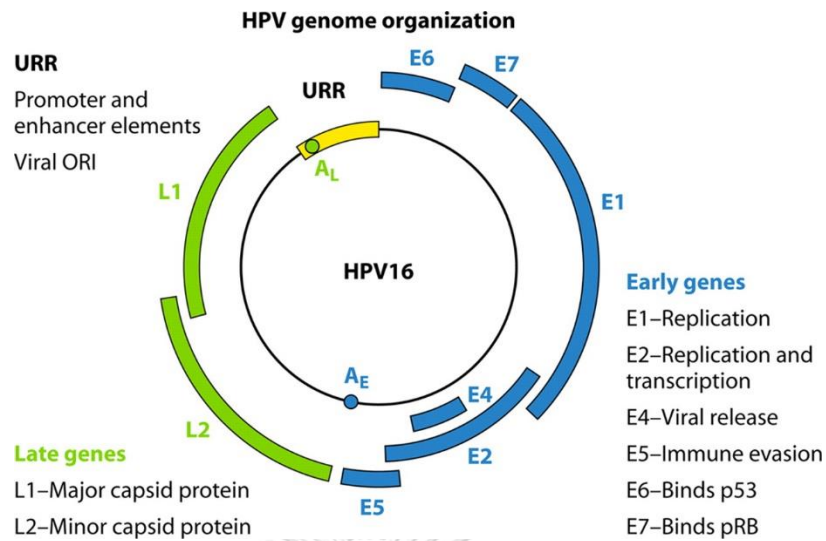 HPV genome organization
URR
Promoter and
enhancer elements
Viral ORI
URR
E6
E7
E1
L1
A_L
HPV16
A_E
E4
E2
E5
L2
Late genes
L1–Major capsid protein
L2–Minor capsid protein
Early genes
E1–Replication
E2–Replication and
transcription
E4–Viral release
E5–Immune evasion
E6–Binds p53
E7–Binds pRB